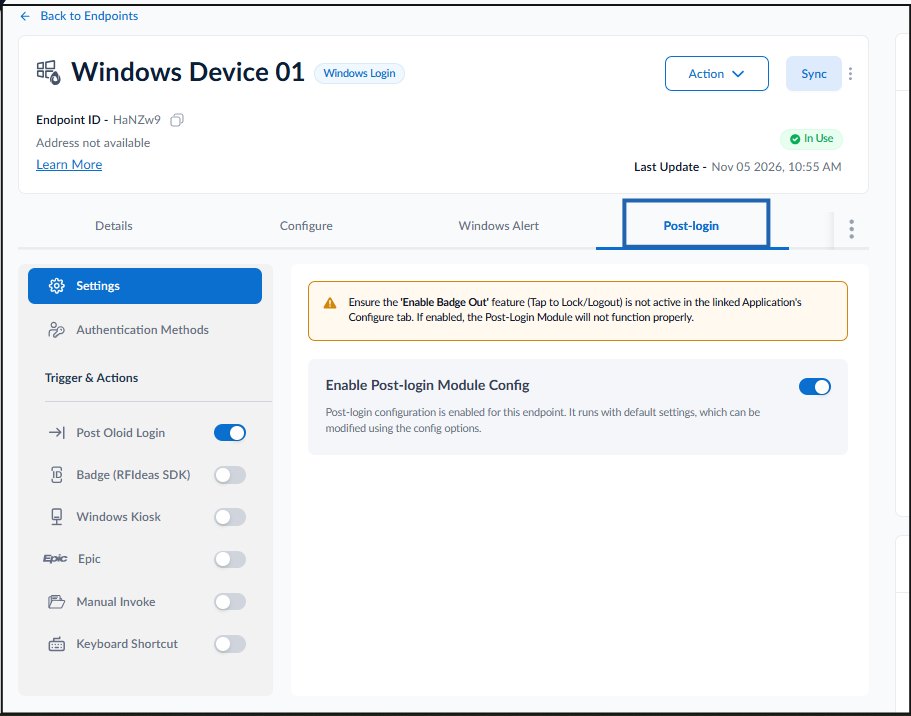 Back to Endpoints
Windows Device 01
Windows Login
Action
Sync
Endpoint ID - HaNZw9
Address not available
In Use
Learn More
Last Update - Nov 05 2026, 10:55 AM
Details
Configure
Windows Alert
Post-login
Settings
Authentication Methods
Trigger & Actions
Post Oloid Login
Badge (RFIdeas SDK)
Windows Kiosk
Epic Epic
Manual Invoke
Keyboard Shortcut
Ensure the 'Enable Badge Out' feature (Tap to Lock/Logout) is not active in the linked Application's
Configure tab. If enabled, the Post-Login Module will not function properly.
Enable Post-login Module Config
Post-login configuration is enabled for this endpoint. It runs with default settings, which can be
modified using the config options.